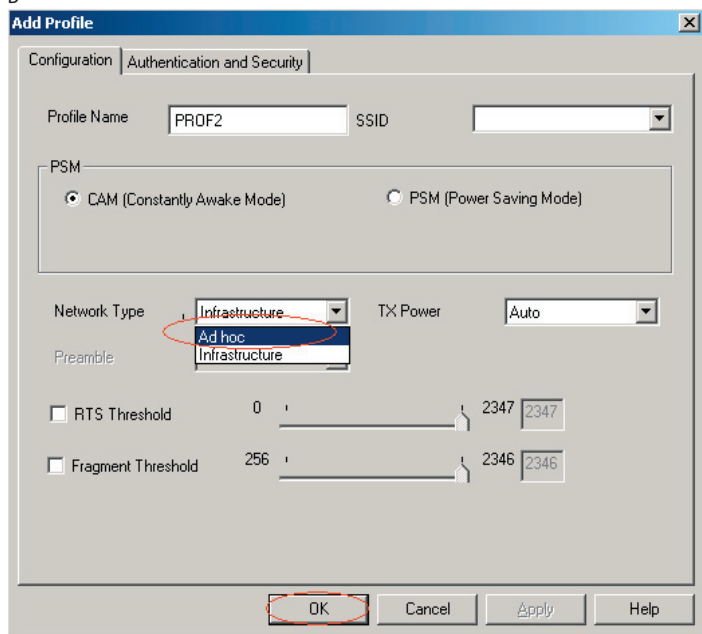 Add Profile
Configuration Authentication and Security
Profile Name PROF2 SSID
PSM
CAM (Constantly Awake Mode) PSM (Power Saving Mode)
Network Type Infrastructure TX Power Auto
Ad hoc
Preamble Infrastructure
RTS Threshold 0 2347 2347
Fragment Threshold 256 2346 2346
OK Cancel Apply Help